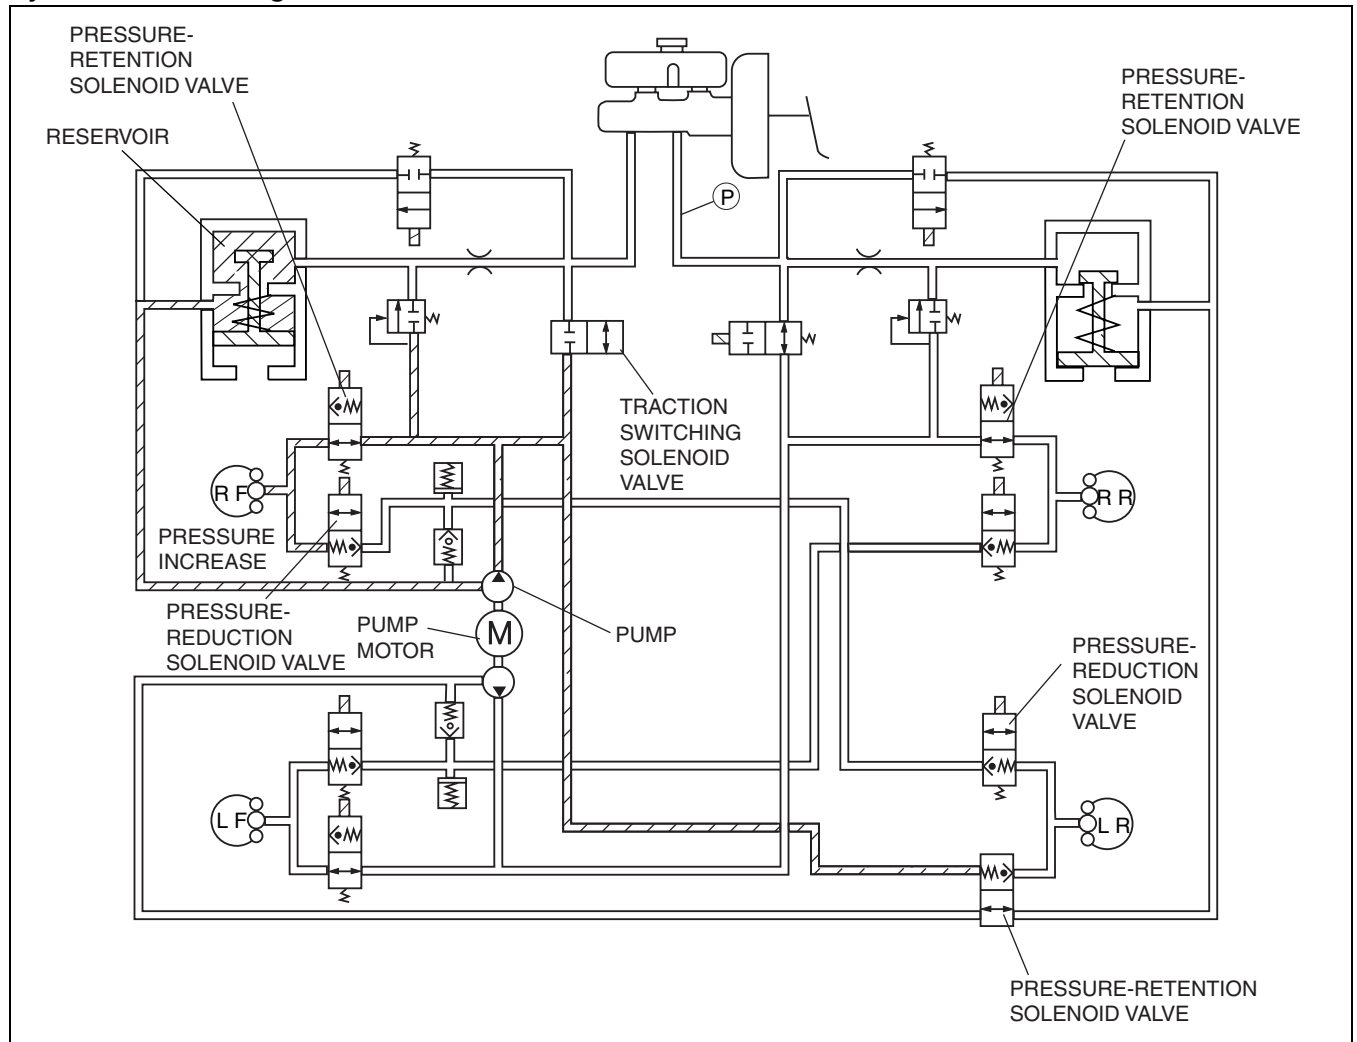 PRESSURE-
RETENTION
SOLENOID VALVE
RESERVOIR
PRESSURE-
RETENTION
SOLENOID VALVE
P
TRACTION
SWITCHING
SOLENOID
VALVE
R F
R R
PRESSURE
INCREASE
PRESSURE-
REDUCTION
SOLENOID VALVE
PUMP
MOTOR
M
PUMP
PRESSURE-
REDUCTION
SOLENOID
VALVE
L F
L R
PRESSURE-RETENTION
SOLENOID VALVE